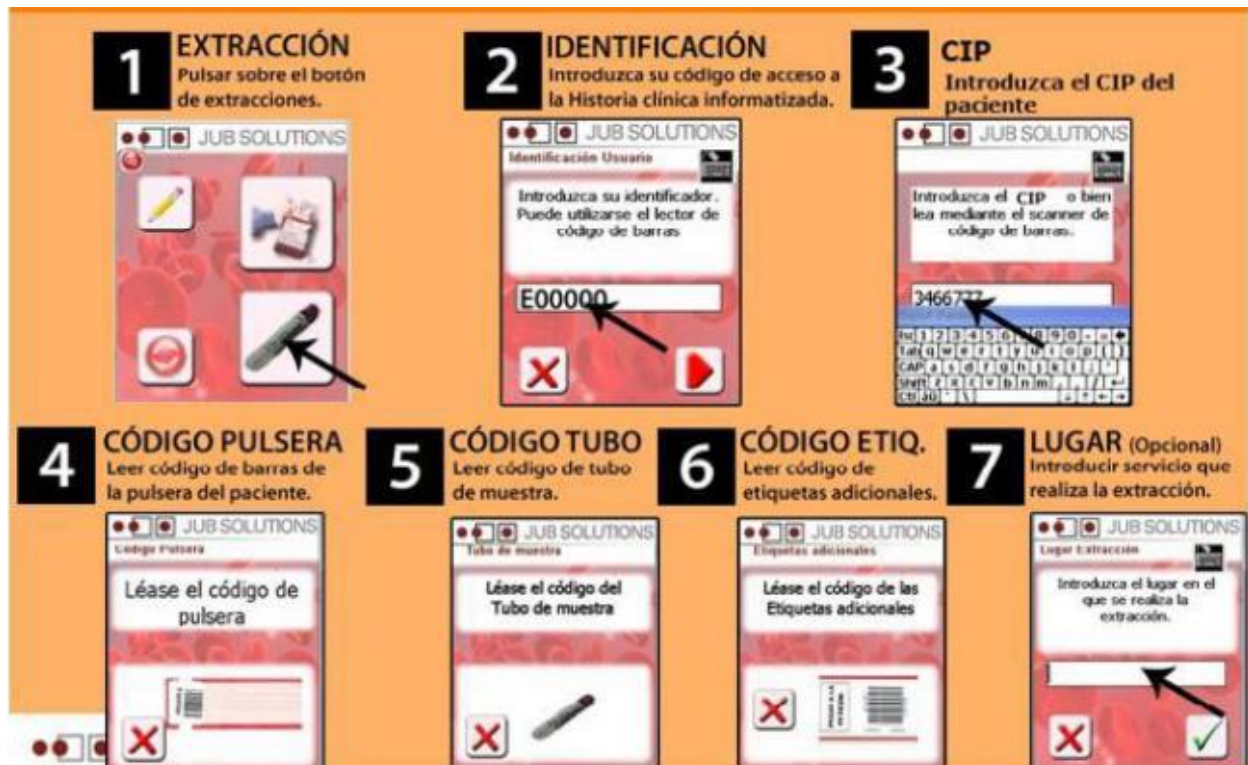 1
EXTRACCIÓN
Pulsar sobre el botón
de extracciones.
JUB SOLUTIONS
2
IDENTIFICACIÓN
Introduzca su código de acceso a
la Historia clínica informatizada.
JUB SOLUTIONS
Identificación Usuario
Introduzca su identificador.
Puede utilizarse el lector de
código de barras
E00000
3
CIP
Introduzca el CIP del
paciente
JUB SOLUTIONS
Introduzca el CIP o bien
lea mediante el scanner de
código de barras.
3466777
4
CÓDIGO PULSERA
Leer código de barras de
la pulsera del paciente.
JUB SOLUTIONS
Código Pulsera
Léase el código de
pulsera
5
CÓDIGO TUBO
Leer código de tubo
de muestra.
JUB SOLUTIONS
Tubo de muestra
Léase el código del
Tubo de muestra
6
CÓDIGO ETIQ.
Leer código de
etiquetas adicionales.
JUB SOLUTIONS
Etiquetas adicionales
Léase el código de las
Etiquetas adicionales
7
LUGAR (Opcional)
Introducir servicio que
realiza la extracción.
JUB SOLUTIONS
Lugar Extracción
Introduzca el lugar en el
que se realiza la
extracción.